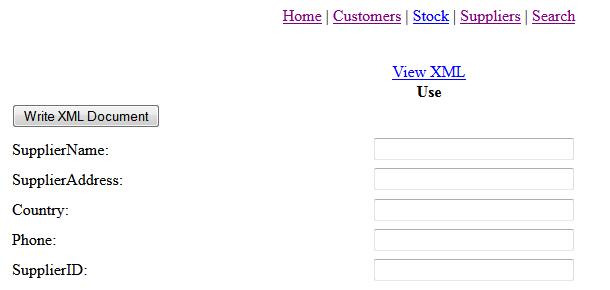 Home | Customers | Stock | Suppliers | Search
View XML
Use
Write XML Document
SupplierName:
SupplierAddress:
Country:
Phone:
SupplierID: